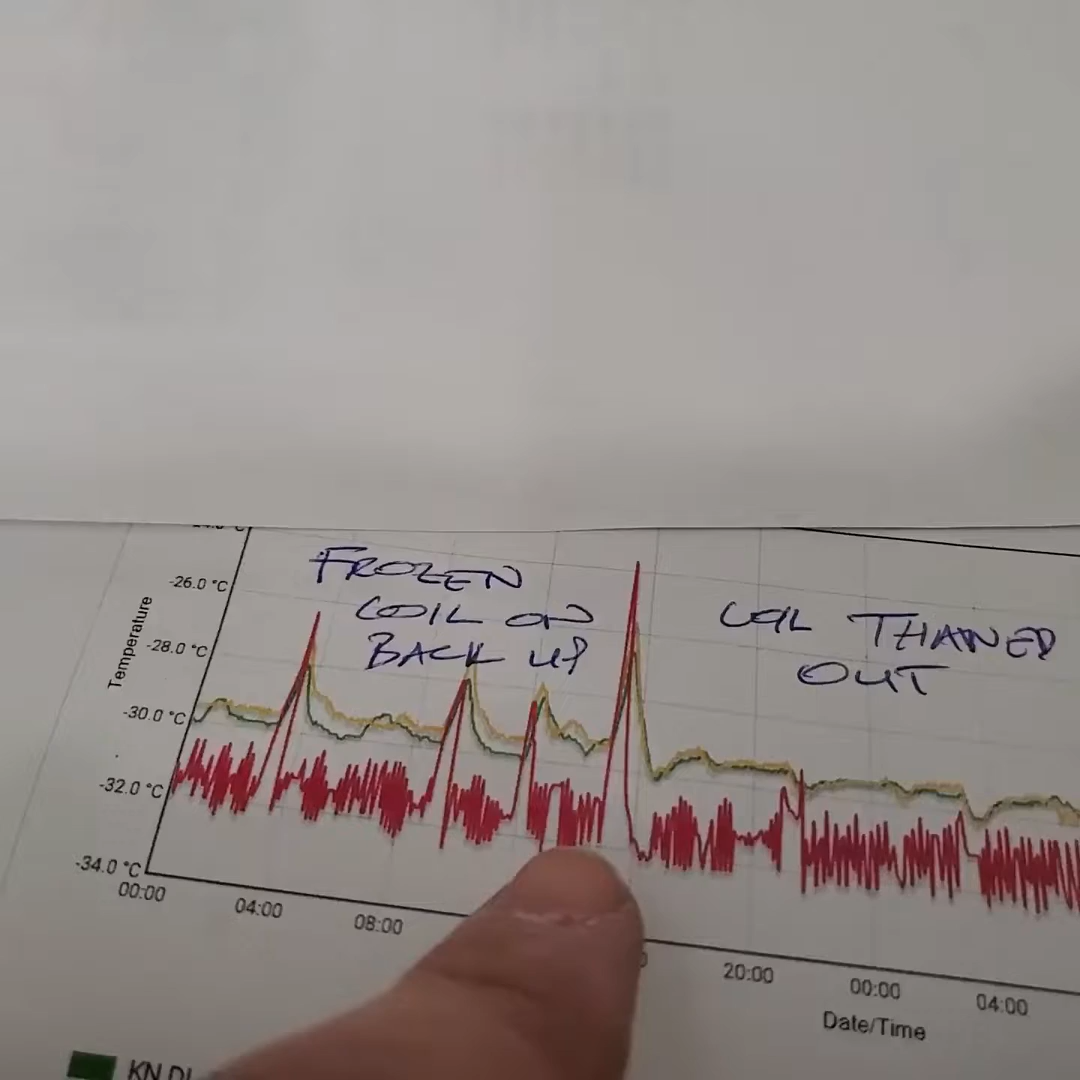 -26.0 °C
FROZEN
COIL ON
BACK UP
COIL THAWED
OUT
Temperature
-28.0 °C
-30.0 °C
-32.0 °C
-34.0 °C
00:00
04:00
08:00
20:00
00:00
04:00
Date/Time
KN